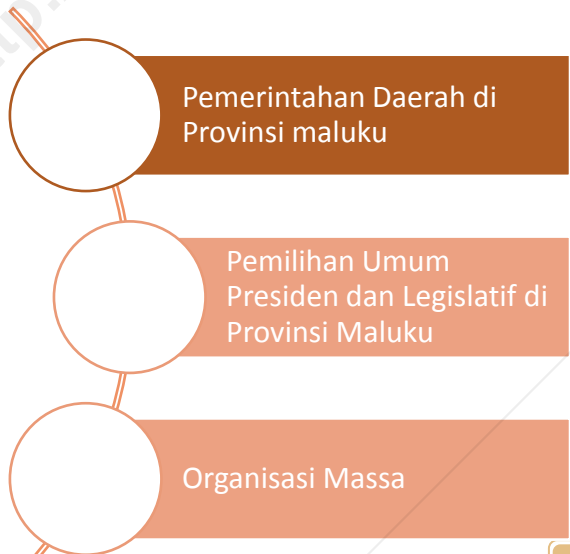 Pemerintahan Daerah di
Provinsi maluku
Pemilihan Umum
Presiden dan Legislatif di
Provinsi Maluku
Organisasi Massa